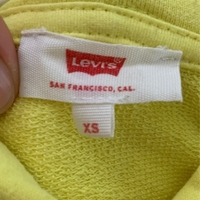 Levi's
SAN FRANCISCO, CAL.
XS